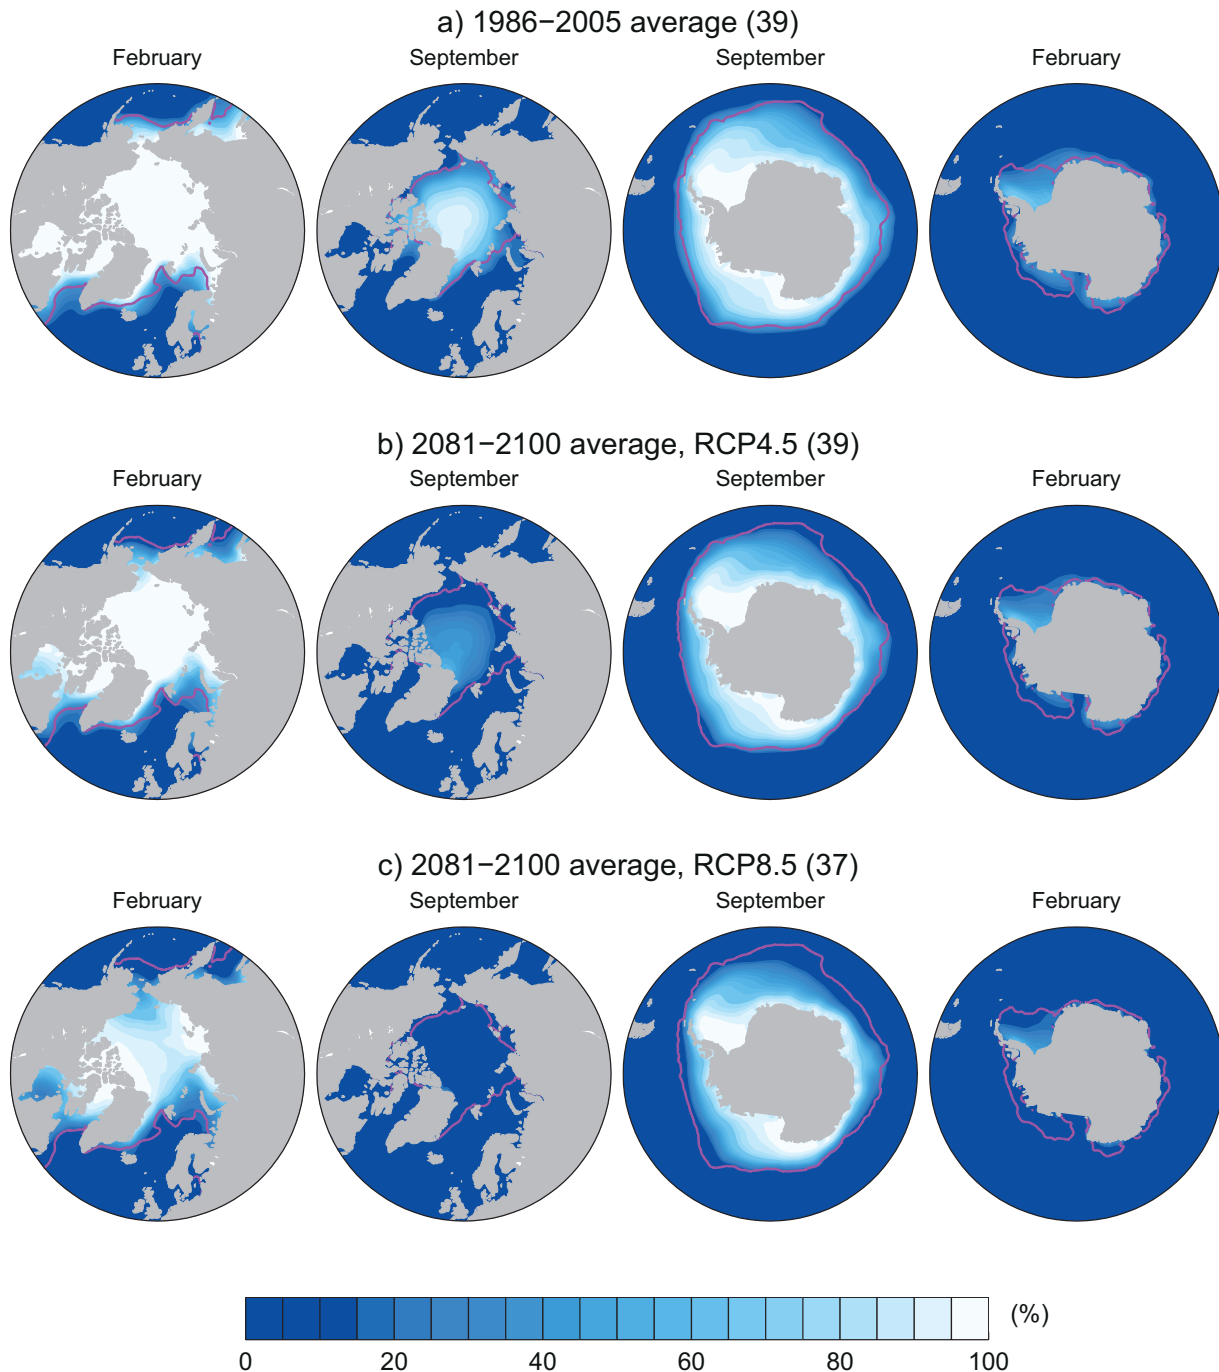 a) 1986−2005 average (39)
February September September February
b) 2081−2100 average, RCP4.5 (39)
February September September February
c) 2081−2100 average, RCP8.5 (37)
February September September February
(%)
0 20 40 60 80 100